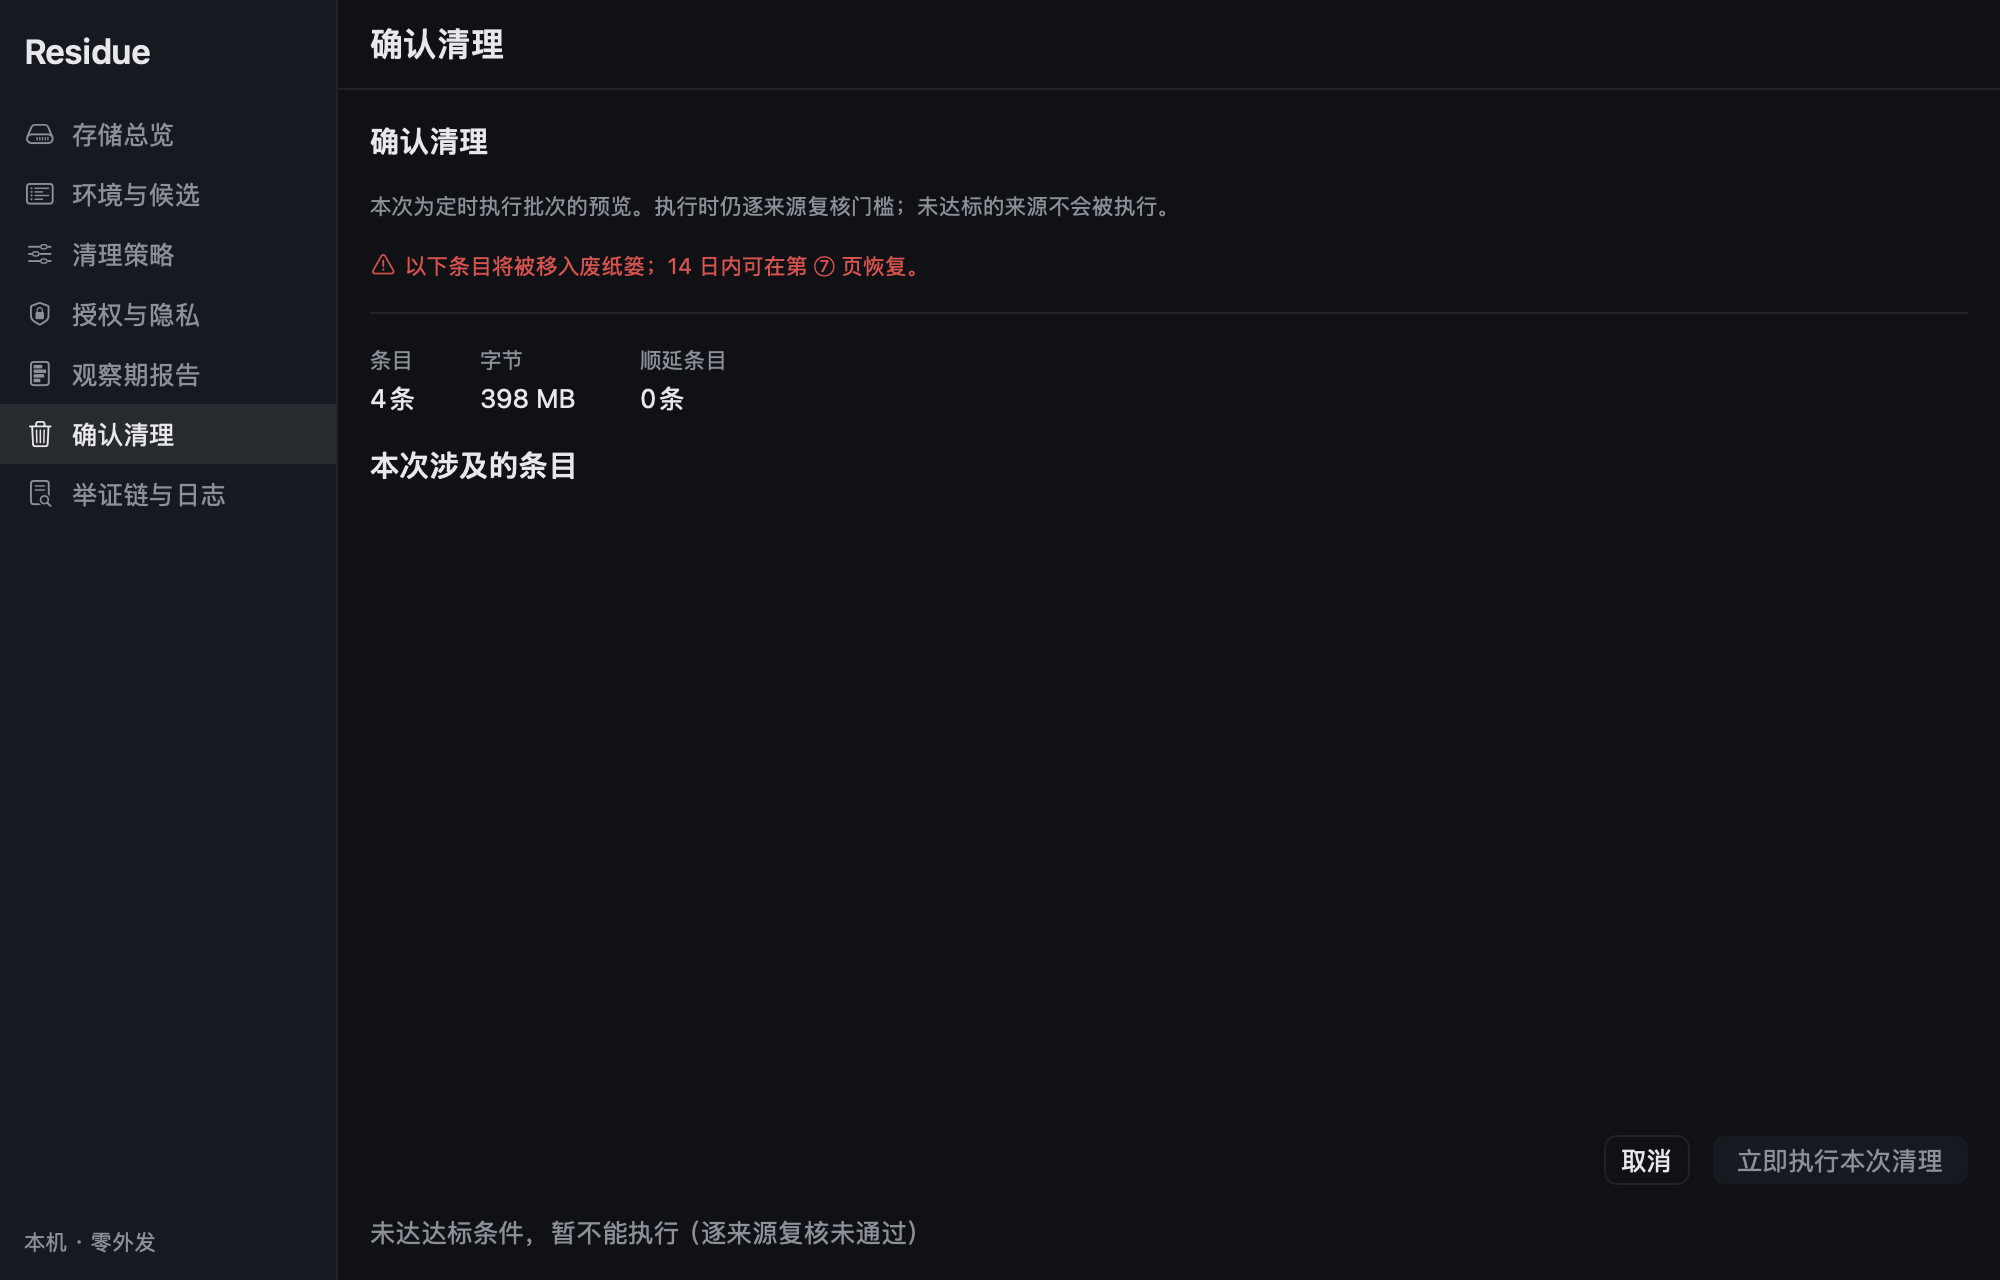 Residue
存储总览
环境与候选
清理策略
授权与隐私
观察期报告
确认清理
举证链与日志
本机 · 零外发
确认清理
确认清理
本次为定时执行批次的预览。执行时仍逐来源复核门槛；未达标的来源不会被执行。
以下条目将被移入废纸篓；14 日内可在第 ⑦ 页恢复。
条目 字节 顺延条目
4条 398 MB 0条
本次涉及的条目
取消 立即执行本次清理
未达达标条件，暂不能执行（逐来源复核未通过）